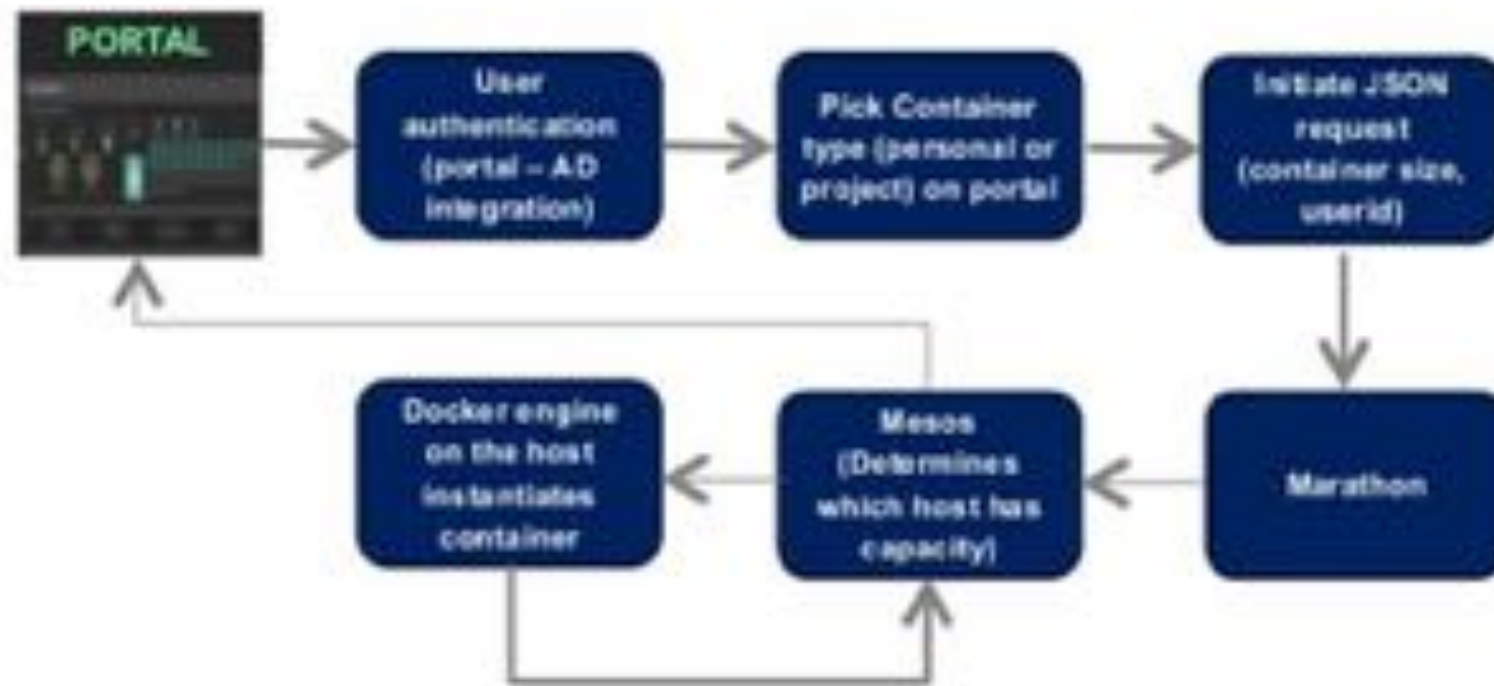 PORTAL
User
authentication
(portal – AD
integration)
Pick Container
type (personal or
project) on portal
Initiate JSON
request
(container size,
userid)
Docker engine
on the host
instantiates
container
Mesos
(Determines
which host has
capacity)
Marathon